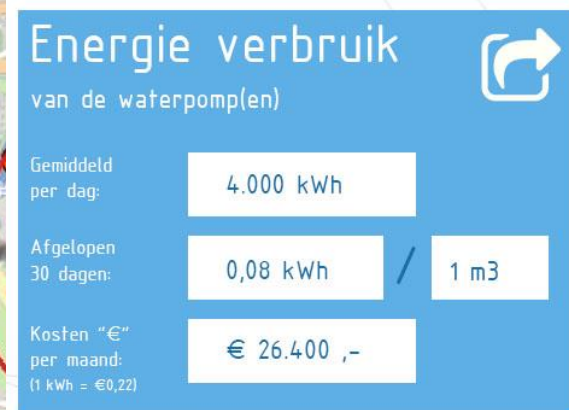 Energie verbruik
van de waterpomp(en)
Gemiddeld
per dag:
4.000 kWh
Afgelopen
30 dagen:
0,08 kWh / 1 m3
Kosten "€"
per maand:
(1 kWh = €0,22)
€ 26.400 ,-